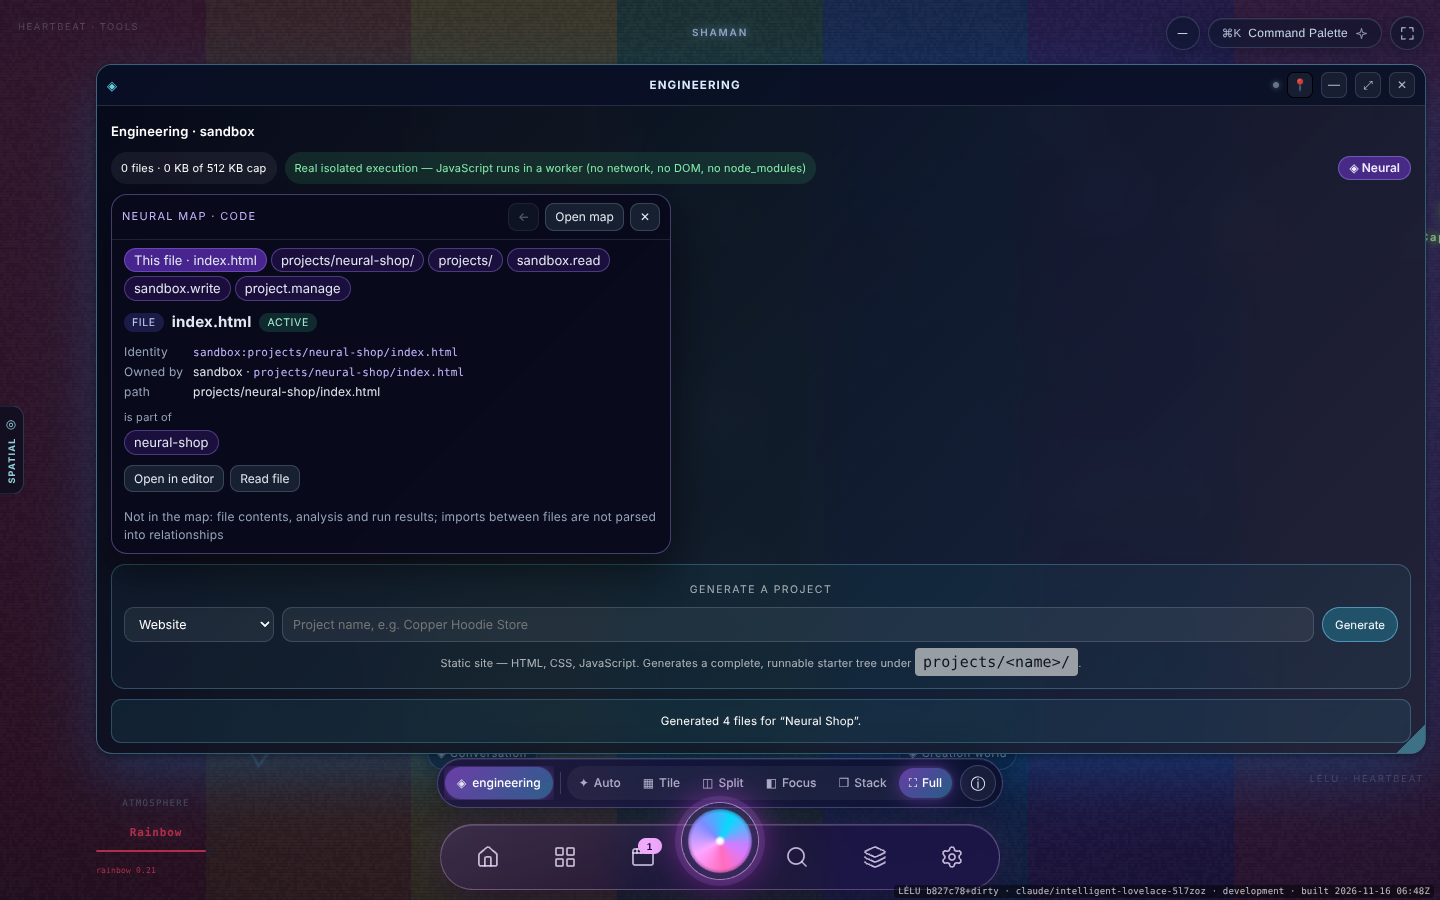 HEARTBEAT · TOOLS
SHAMAN
⌘K Command Palette
ENGINEERING
Engineering · sandbox
0 files · 0 KB of 512 KB cap
Real isolated execution — JavaScript runs in a worker (no network, no DOM, no node_modules)
◈ Neural
NEURAL MAP · CODE
← Open map ✕
This file · index.html projects/neural-shop/ projects/ sandbox.read
sandbox.write project.manage
FILE index.html ACTIVE
Identity sandbox:projects/neural-shop/index.html
Owned by sandbox · projects/neural-shop/index.html
path projects/neural-shop/index.html
is part of
neural-shop
Open in editor Read file
Not in the map: file contents, analysis and run results; imports between files are not parsed
into relationships
SPATIAL
GENERATE A PROJECT
Website Project name, e.g. Copper Hoodie Store Generate
Static site — HTML, CSS, JavaScript. Generates a complete, runnable starter tree under projects/<name>/ .
Generated 4 files for “Neural Shop”.
Conversation Creation world
◈ engineering Auto Tile Split Focus Stack Full
LÉLU · HEARTBEAT
ATMOSPHERE
Rainbow
rainbow 0.21
1
LÉLU b827c78+dirty · claude/intelligent-lovelace-5l7zoz · development · built 2026-11-16 06:48Z